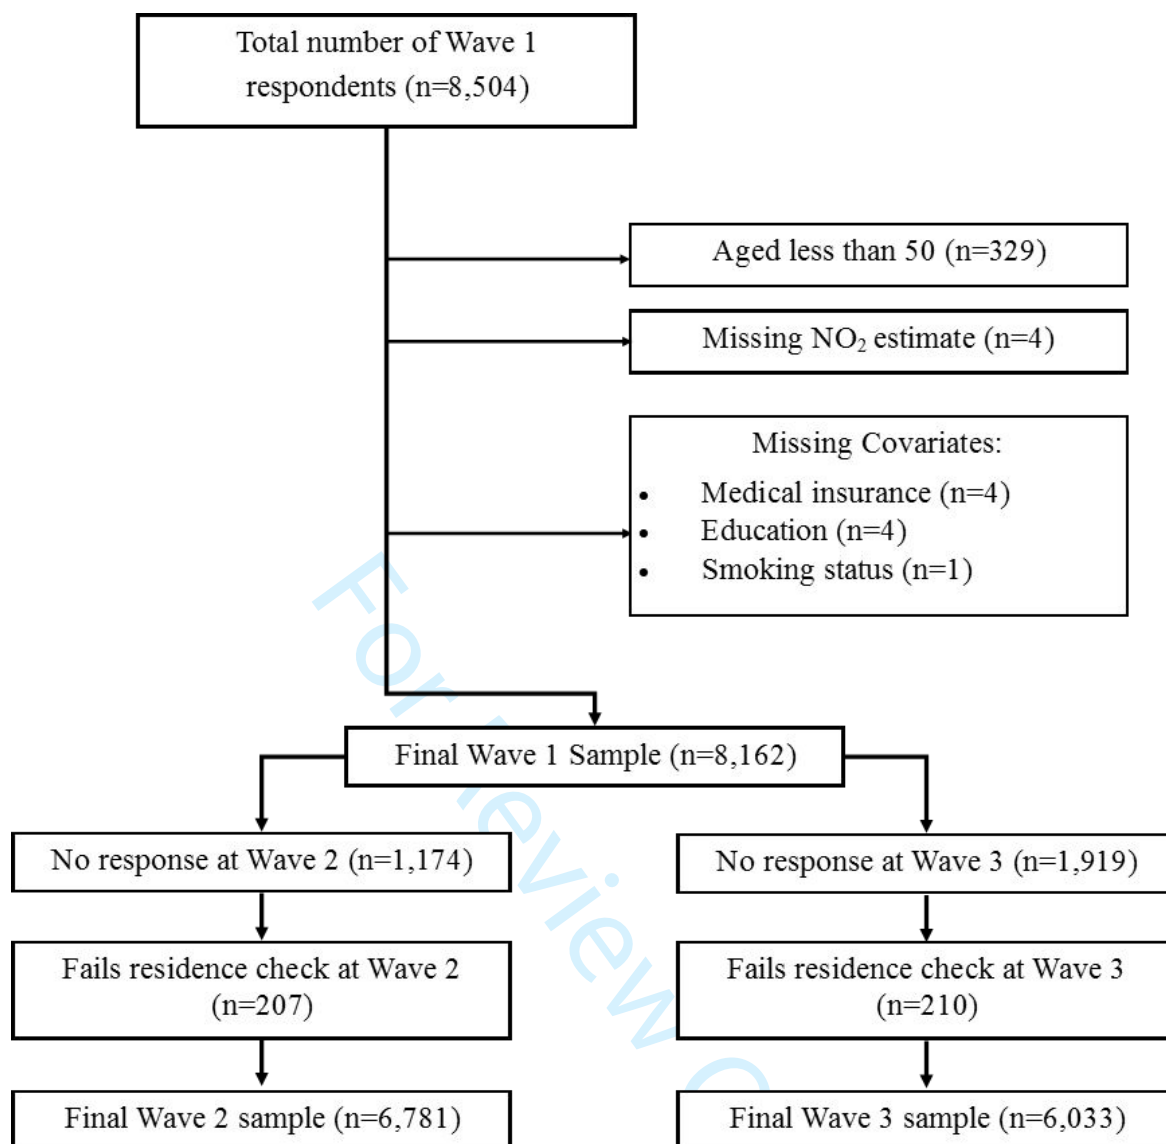 Total number of Wave 1
respondents (n=8,504)
Aged less than 50 (n=329)
Missing NO₂ estimate (n=4)
Missing Covariates:
• Medical insurance (n=4)
• Education (n=4)
• Smoking status (n=1)
Final Wave 1 Sample (n=8,162)
No response at Wave 2 (n=1,174)
No response at Wave 3 (n=1,919)
Fails residence check at Wave 2
(n=207)
Fails residence check at Wave 3
(n=210)
Final Wave 2 sample (n=6,781)
Final Wave 3 sample (n=6,033)
For Review